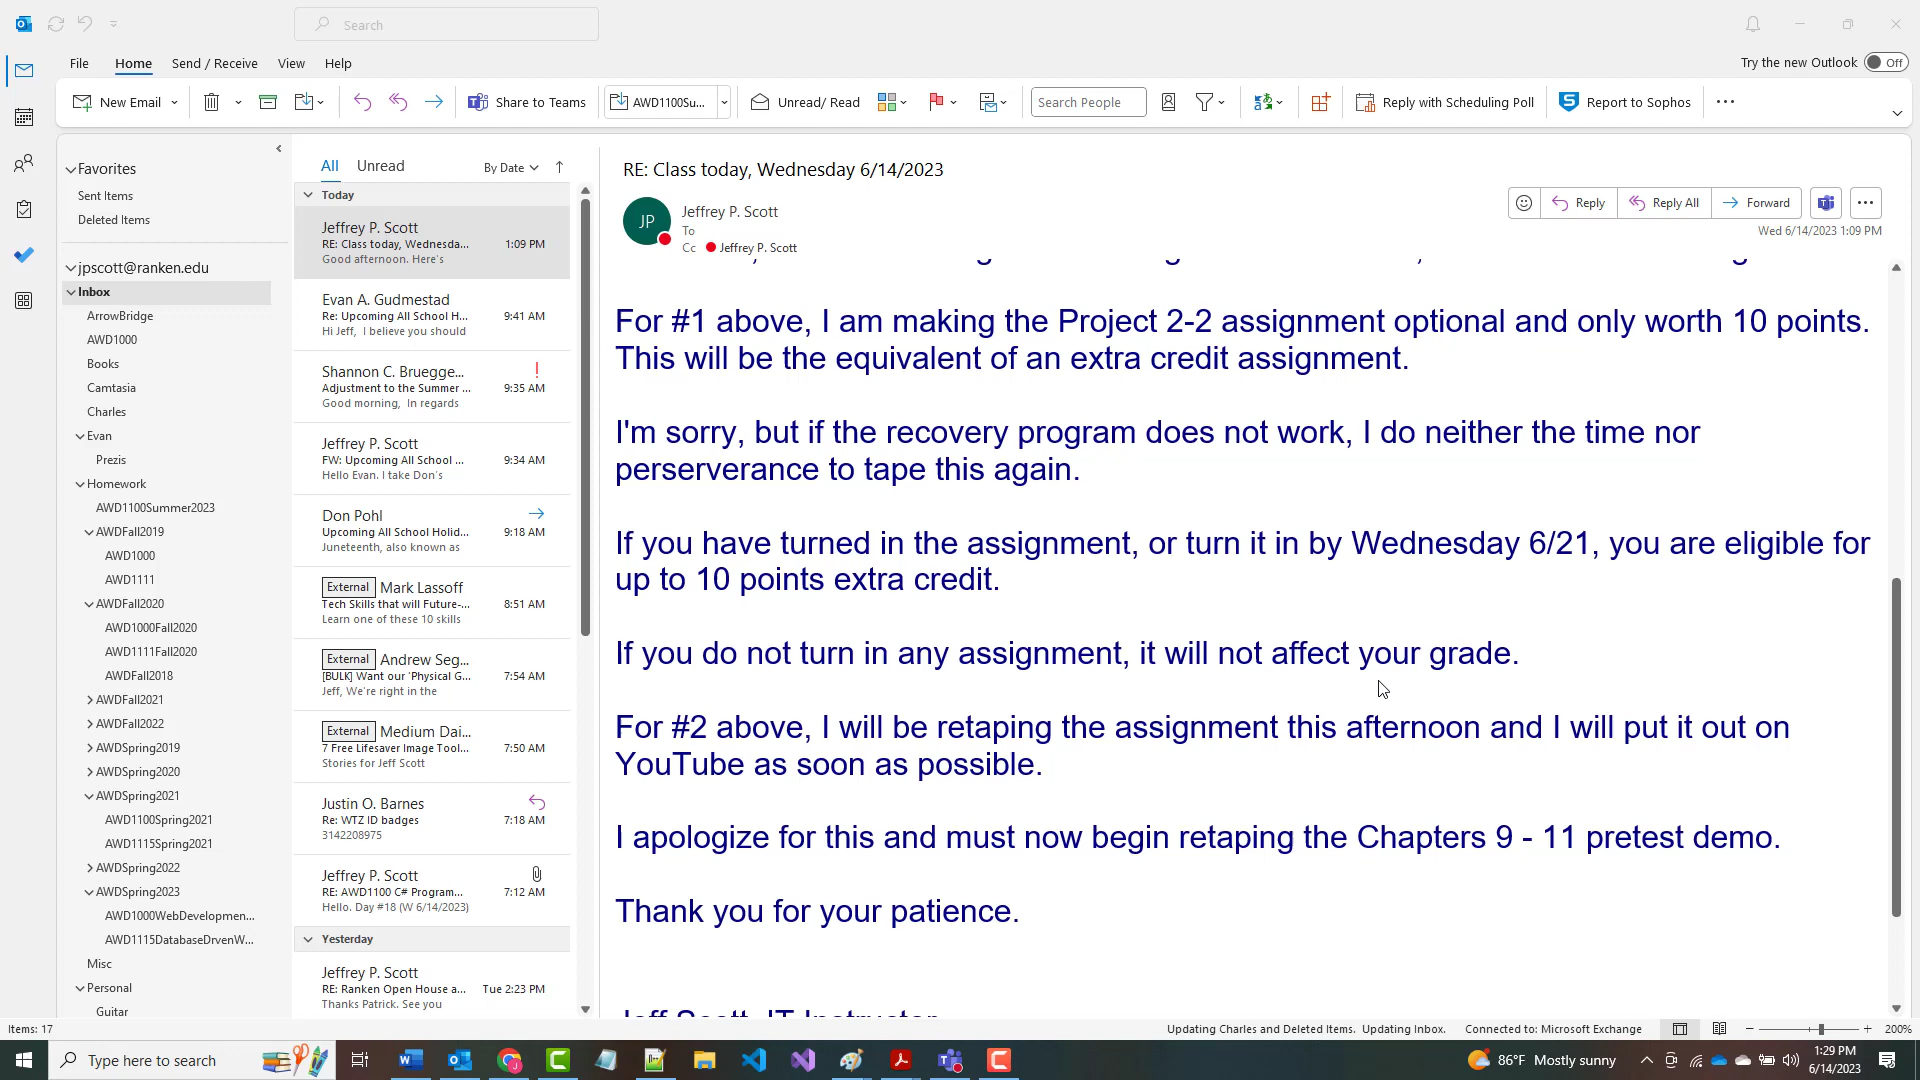 Search
File
Home
Send / Receive
View
Help
Try the new Outlook
Off
New Email
Share to Teams
AWD1100Su...
Unread/ Read
Search People
Reply with Scheduling Poll
Report to Sophos
Favorites
Sent Items
Deleted Items
jpscott@ranken.edu
Inbox
ArrowBridge
AWD1000
Books
Camtasia
Charles
Evan
Prezis
Homework
AWD1100Summer2023
AWDFall2019
AWD1000
AWD1111
AWDFall2020
AWD1000Fall2020
AWD1111Fall2020
AWDFall2018
AWDFall2021
AWDFall2022
AWDSpring2019
AWDSpring2020
AWDSpring2021
AWD1100Spring2021
AWD1115Spring2021
AWDSpring2022
AWDSpring2023
AWD1000WebDevelopmen...
AWD1115DatabaseDrvenW...
Misc
Personal
Guitar
All
Unread
By Date
Today
Jeffrey P. Scott
RE: Class today, Wednesda...
1:09 PM
Good afternoon. Here's
Evan A. Gudmestad
Re: Upcoming All School H...
9:41 AM
Hi Jeff, I believe you should
Shannon C. Bruegge...
!
Adjustment to the Summer ...
9:35 AM
Good morning, In regards
Jeffrey P. Scott
FW: Upcoming All School ...
9:34 AM
Hello Evan. I take Don's
Don Pohl
Upcoming All School Holid...
9:18 AM
Juneteenth, also known as
External Mark Lassoff
Tech Skills that will Future-...
8:51 AM
Learn one of these 10 skills
External Andrew Seg...
[BULK] Want our 'Physical G...
7:54 AM
Jeff, We're right in the
External Medium Dai...
7 Free Lifesaver Image Tool...
7:50 AM
Stories for Jeff Scott
Justin O. Barnes
Re: WTZ ID badges
7:18 AM
3142208975
Jeffrey P. Scott
RE: AWD1100 C# Program...
7:12 AM
Hello. Day #18 (W 6/14/2023)
Yesterday
Jeffrey P. Scott
RE: Ranken Open House a...
Tue 2:23 PM
Thanks Patrick. See you
RE: Class today, Wednesday 6/14/2023
JP
Jeffrey P. Scott
To
Cc Jeffrey P. Scott
Reply
Reply All
Forward
Wed 6/14/2023 1:09 PM
For #1 above, I am making the Project 2-2 assignment optional and only worth 10 points.
This will be the equivalent of an extra credit assignment.
I'm sorry, but if the recovery program does not work, I do neither the time nor
perserverance to tape this again.
If you have turned in the assignment, or turn it in by Wednesday 6/21, you are eligible for
up to 10 points extra credit.
If you do not turn in any assignment, it will not affect your grade.
For #2 above, I will be retaping the assignment this afternoon and I will put it out on
YouTube as soon as possible.
I apologize for this and must now begin retaping the Chapters 9 - 11 pretest demo.
Thank you for your patience.
Jeff Scott, IT Instructor
Items: 17
Updating Charles and Deleted Items. Updating Inbox.
Connected to: Microsoft Exchange
200%
Type here to search
86°F Mostly sunny
1:29 PM
6/14/2023